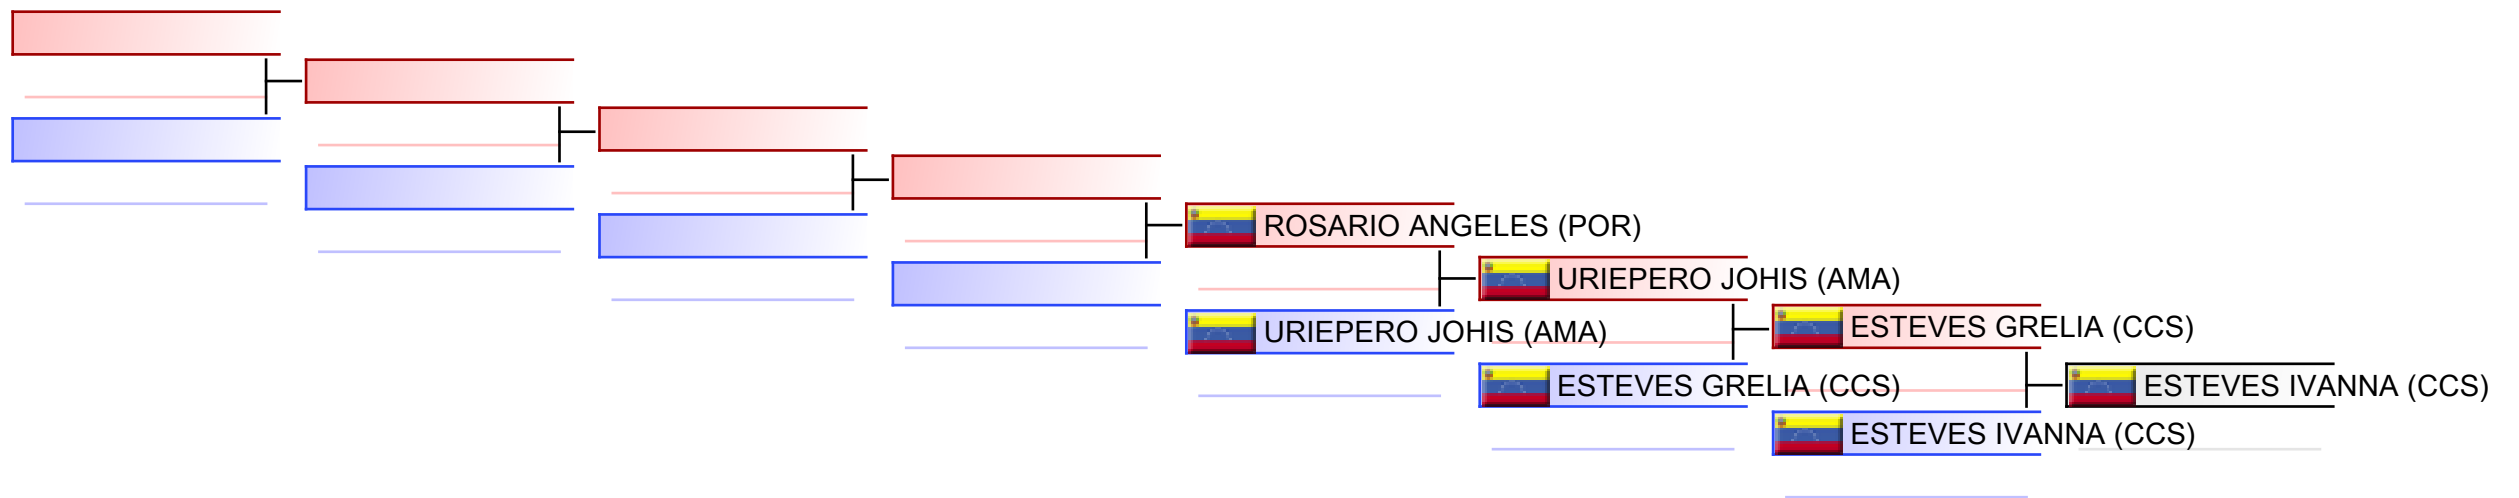 ROSARIO ANGELES (POR)
URIEPERO JOHIS (AMA)
URIEPERO JOHIS (AMA)
ESTEVES GRELIA (CCS)
ESTEVES GRELIA (CCS)
ESTEVES IVANNA (CCS)
ESTEVES IVANNA (CCS)